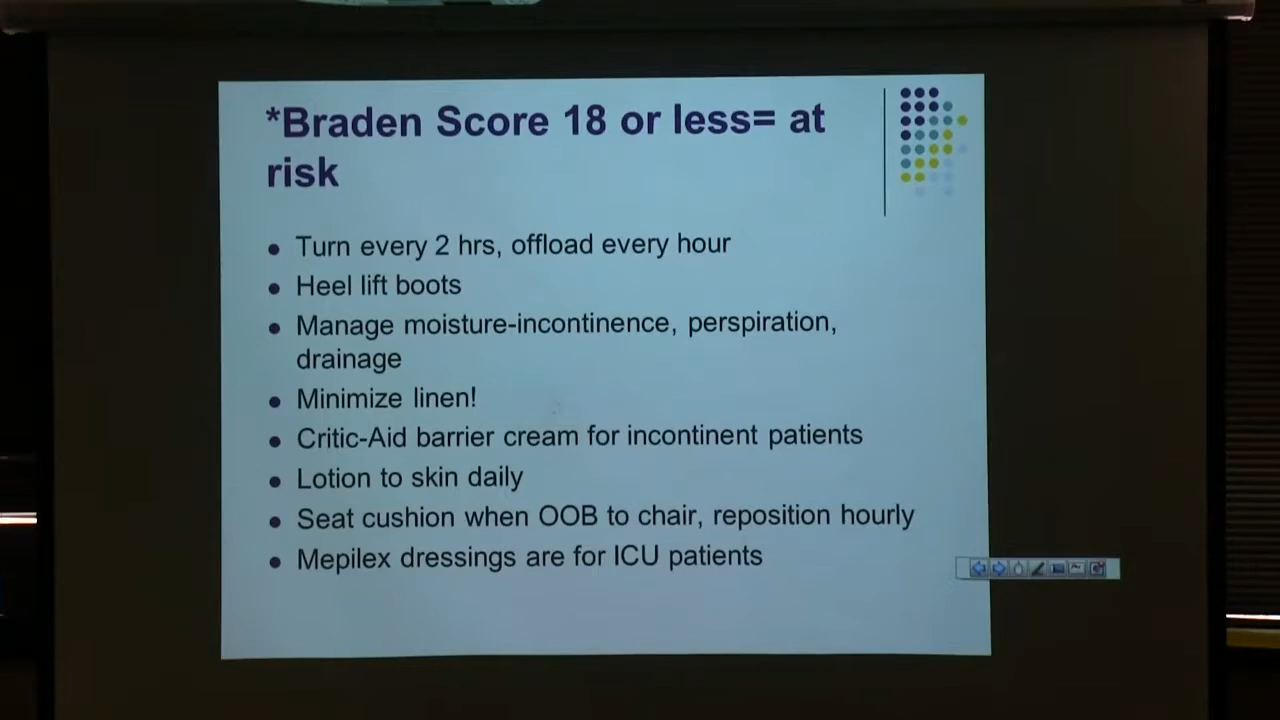 *Braden Score 18 or less= at
risk
Turn every 2 hrs, offload every hour
Heel lift boots
Manage moisture-incontinence, perspiration,
drainage
Minimize linen!
Critic-Aid barrier cream for incontinent patients
Lotion to skin daily
Seat cushion when OOB to chair, reposition hourly
Mepilex dressings are for ICU patients